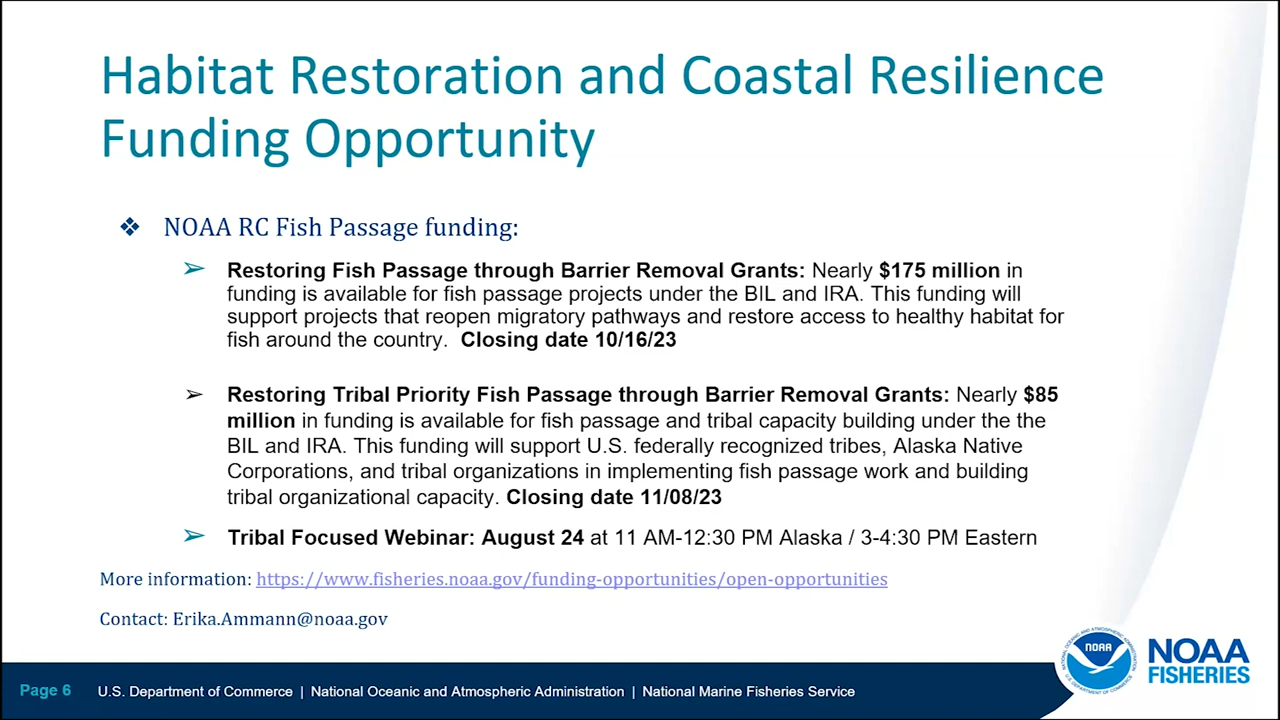 Habitat Restoration and Coastal Resilience
Funding Opportunity
❖ NOAA RC Fish Passage funding:
➢ Restoring Fish Passage through Barrier Removal Grants: Nearly $175 million in
funding is available for fish passage projects under the BIL and IRA. This funding will
support projects that reopen migratory pathways and restore access to healthy habitat for
fish around the country. Closing date 10/16/23
➢ Restoring Tribal Priority Fish Passage through Barrier Removal Grants: Nearly $85
million in funding is available for fish passage and tribal capacity building under the the
BIL and IRA. This funding will support U.S. federally recognized tribes, Alaska Native
Corporations, and tribal organizations in implementing fish passage work and building
tribal organizational capacity. Closing date 11/08/23
➢ Tribal Focused Webinar: August 24 at 11 AM-12:30 PM Alaska / 3-4:30 PM Eastern
More information: https://www.fisheries.noaa.gov/funding-opportunities/open-opportunities
Contact: Erika.Ammann@noaa.gov
Page 6 U.S. Department of Commerce | National Oceanic and Atmospheric Administration | National Marine Fisheries Service
NATIONAL OCEANIC AND ATMOSPHERIC ADMINISTRATION
NOAA
U.S. DEPARTMENT OF COMMERCE
NOAA
FISHERIES